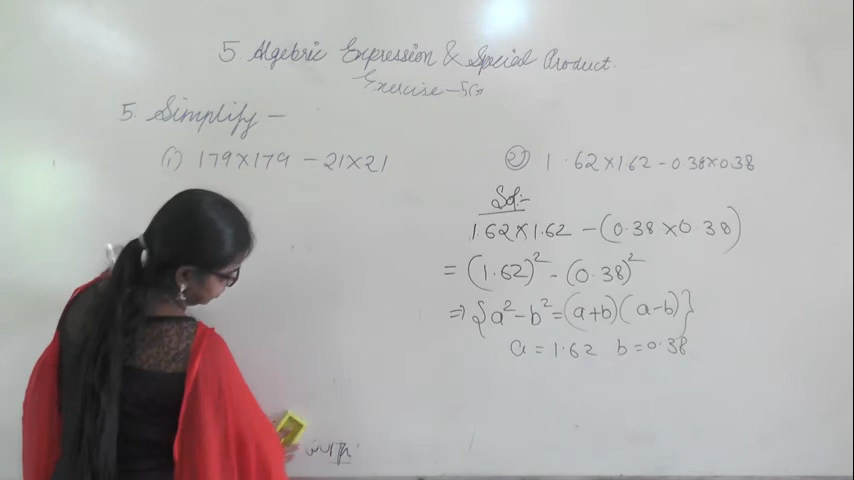 5 Algebric Expression & Special Product.
Exercise-5G
5. Simplify -
(1) 179×179 - 21×21
(2) 1.62×1.62 - 0.38×0.38
Sol:-
1.62×1.62 - (0.38×0.38)
= (1.62)² - (0.38)²
⇒ {a² - b² = (a+b)(a-b)}
a = 1.62 b = 0.38